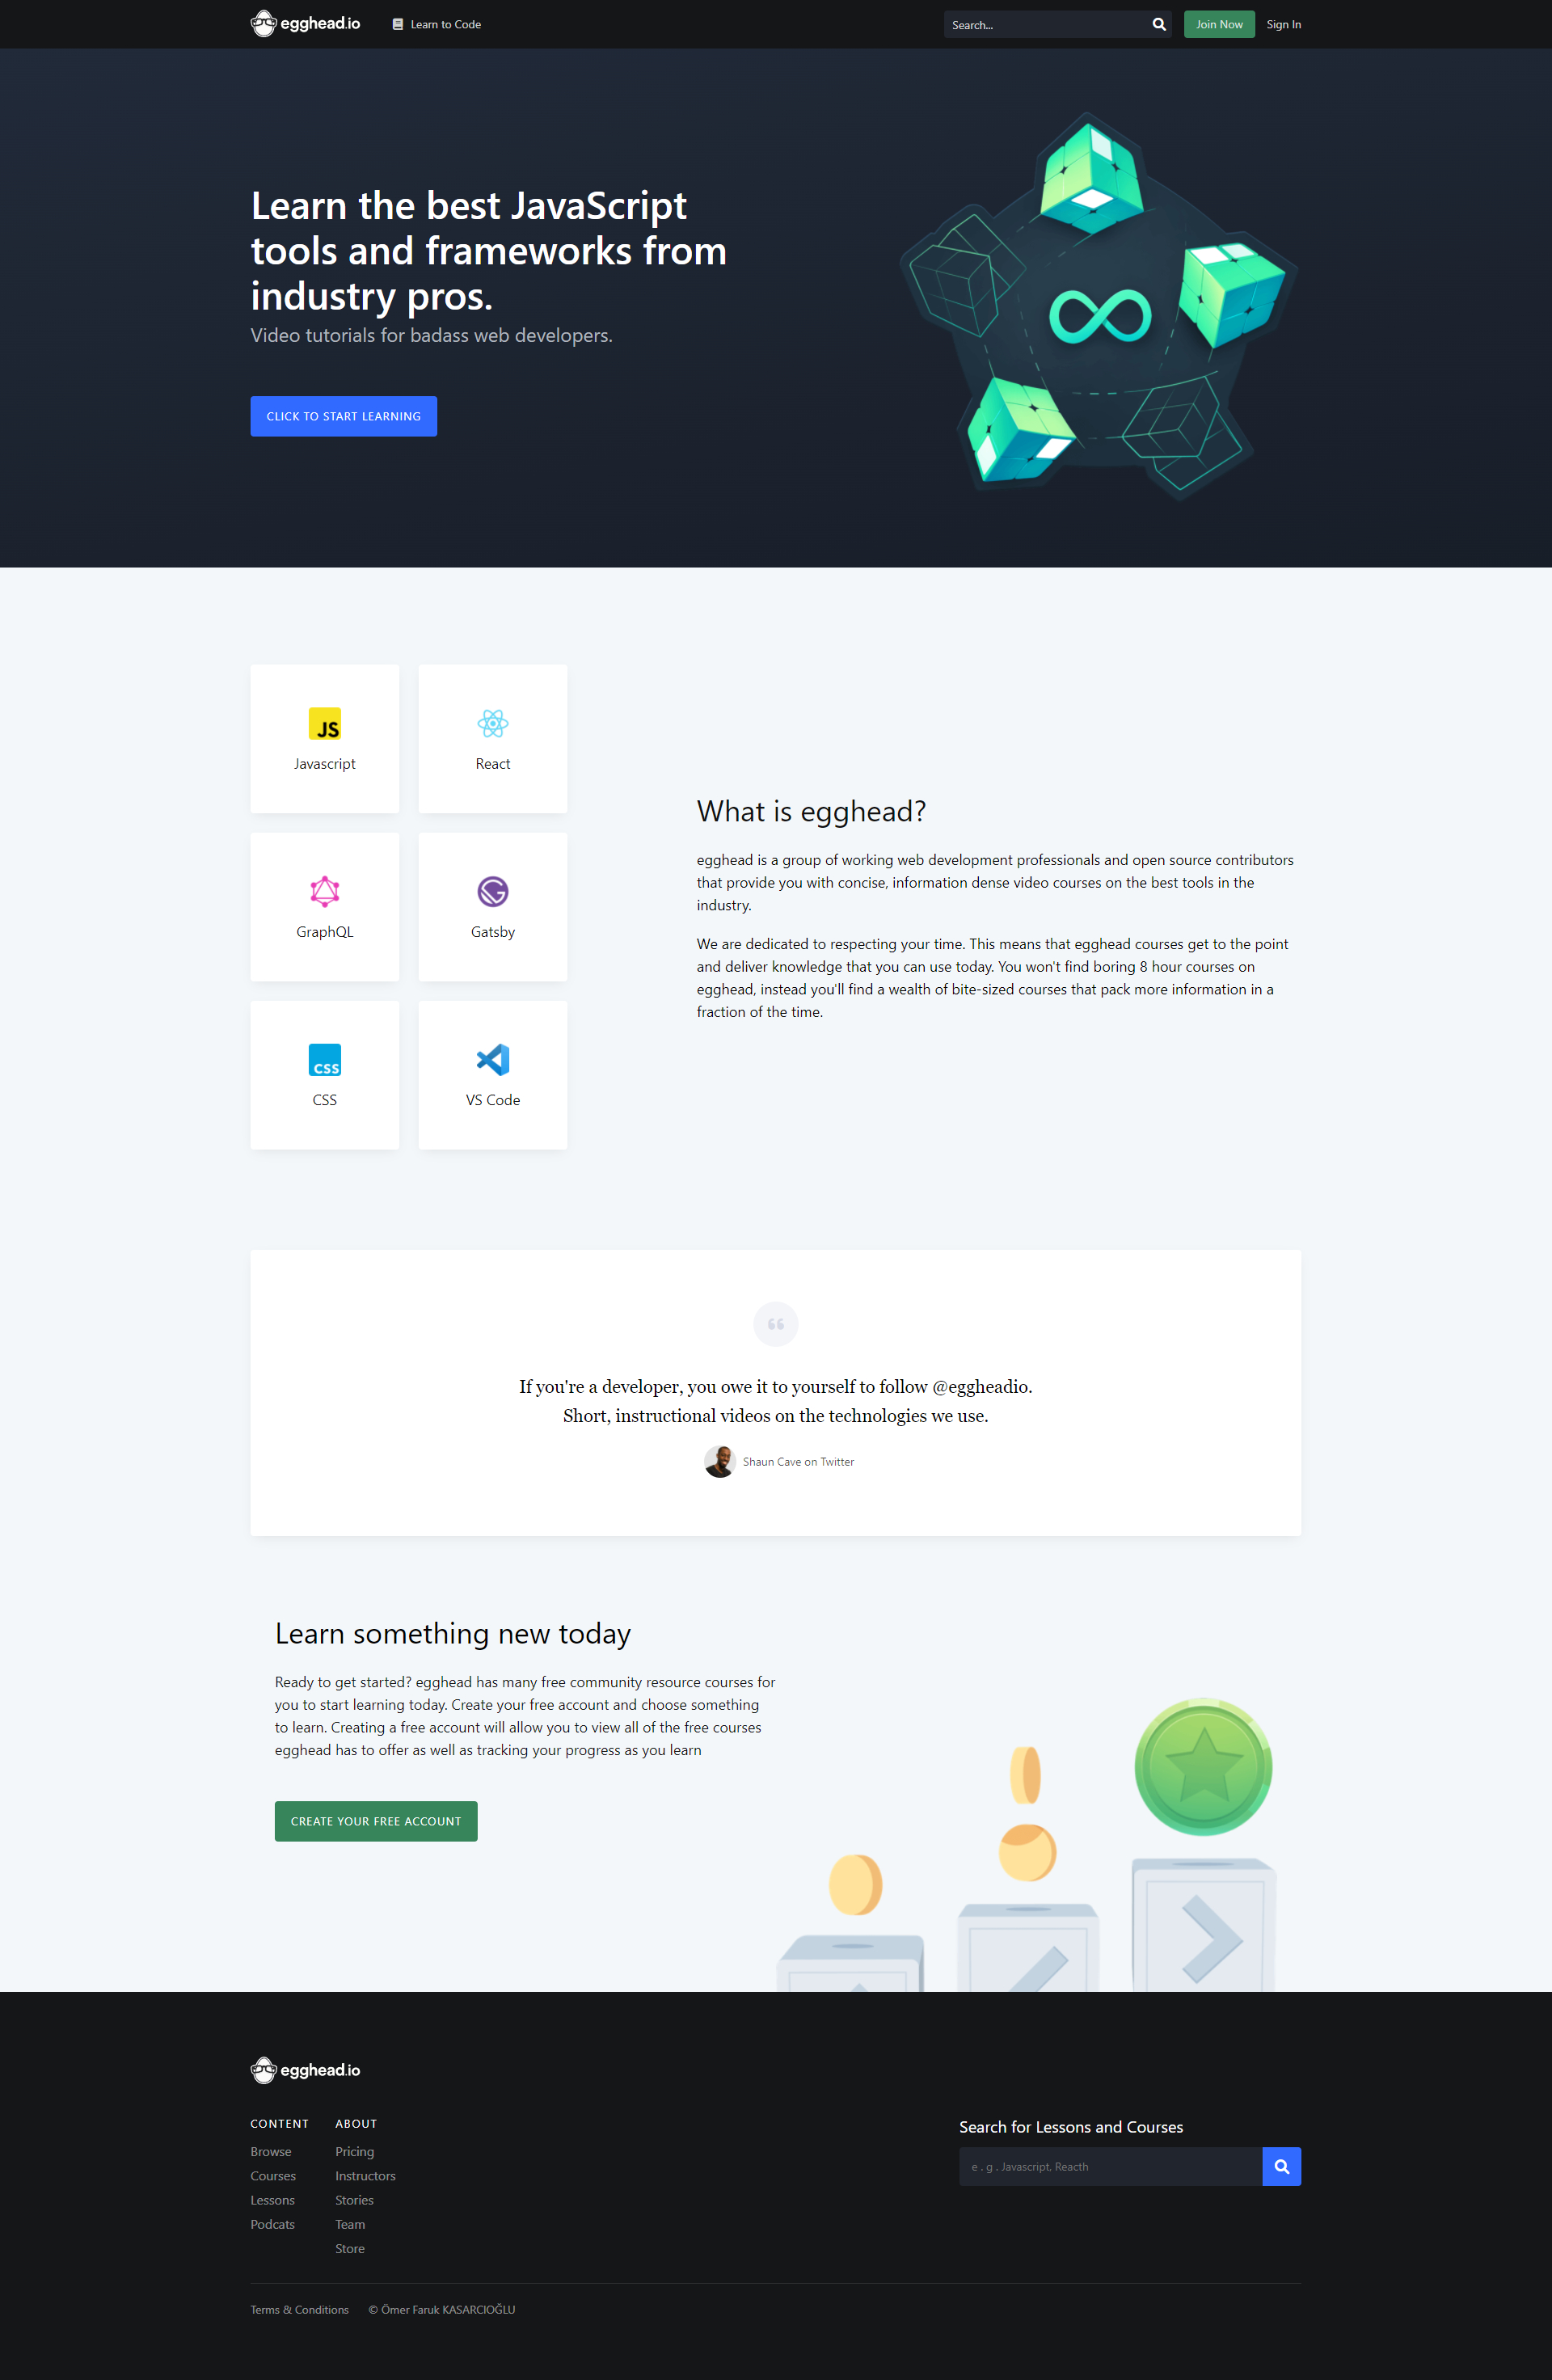 egghead.io
Learn to Code
Search...
Join Now
Sign In
Learn the best JavaScript
tools and frameworks from
industry pros.
Video tutorials for badass web developers.
CLICK TO START LEARNING
JS
Javascript
React
GraphQL
Gatsby
CSS
CSS
VS Code
What is egghead?
egghead is a group of working web development professionals and open source contributors
that provide you with concise, information dense video courses on the best tools in the
industry.
We are dedicated to respecting your time. This means that egghead courses get to the point
and deliver knowledge that you can use today. You won't find boring 8 hour courses on
egghead, instead you'll find a wealth of bite-sized courses that pack more information in a
fraction of the time.
If you're a developer, you owe it to yourself to follow @eggheadio.
Short, instructional videos on the technologies we use.
Shaun Cave on Twitter
Learn something new today
Ready to get started? egghead has many free community resource courses for
you to start learning today. Create your free account and choose something
to learn. Creating a free account will allow you to view all of the free courses
egghead has to offer as well as tracking your progress as you learn
CREATE YOUR FREE ACCOUNT
egghead.io
CONTENT
Browse
Courses
Lessons
Podcats
ABOUT
Pricing
Instructors
Stories
Team
Store
Search for Lessons and Courses
e . g . Javascript, Reacth
Terms & Conditions
© Ömer Faruk KASARCIOĞLU